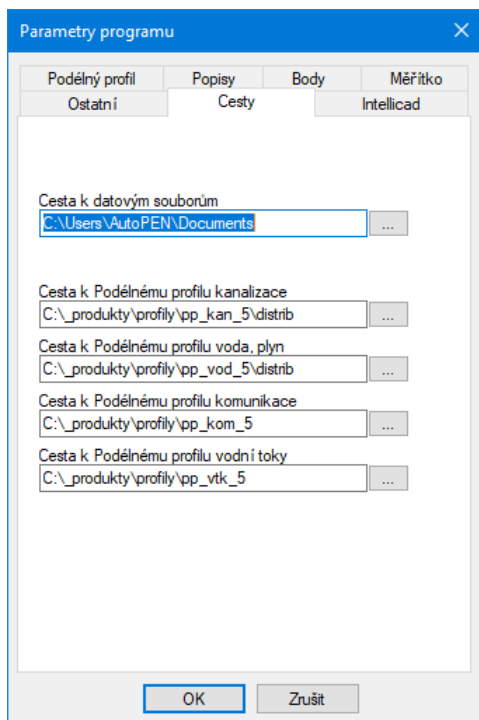 Parametry programu
Podélný profil
Popisy
Body
Měřítko
Ostatní
Cesty
Intellicad
Cesta k datovým souborům
C:\Users\AutoPEN\Documents
...
Cesta k Podélnému profilu kanalizace
C:\_produkty\profily\pp_kan_5\distrib
...
Cesta k Podélnému profilu voda, plyn
C:\_produkty\profily\pp_vod_5\distrib
...
Cesta k Podélnému profilu komunikace
C:\_produkty\profily\pp_kom_5
...
Cesta k Podélnému profilu vodní toky
C:\_produkty\profily\pp_vtk_5
...
OK
Zrušit